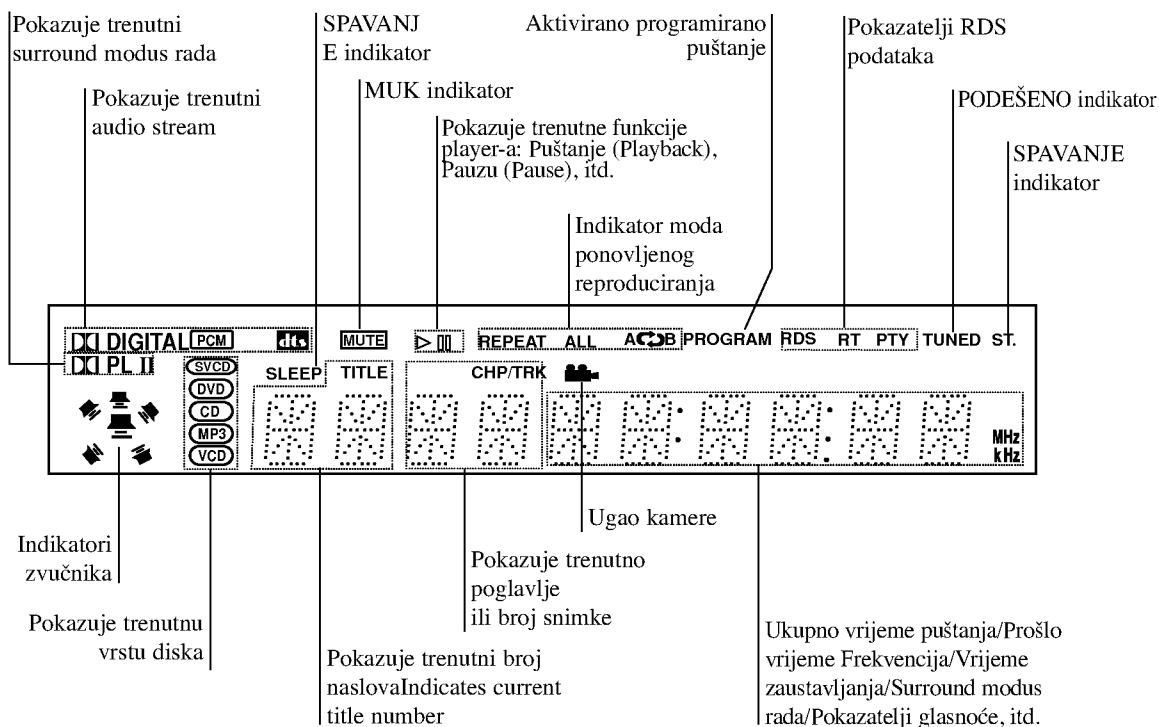 Pokazuje trenutni
surround modus rada
SPAVANJ
E indikator
Aktivirano programirano
puštanje
Pokazatelji RDS
podataka
Pokazuje trenutni
audio stream
MUK indikator
PODEŠENO indikator
Pokazuje trenutne funkcije
player-a: Puštanje (Playback),
Pauzu (Pause), itd.
SPAVANJE
indikator
Indikator moda
ponovljenog
reproduciranja
DIGITAL PCM dts MUTE REPEAT ALL A B PROGRAM RDS RT PTY TUNED ST.
PL II
SVCD
SLEEP TITLE CHP/TRK
DVD
CD
MP3
VCD
MHz
kHz
Ugao kamere
Indikatori
zvučnika
Pokazuje trenutno
poglavlje
ili broj snimke
Pokazuje trenutnu
vrstu diska
Pokazuje trenutni broj
naslovaIndicates current
title number
Ukupno vrijeme puštanja/Prošlo
vrijeme Frekvencija/Vrijeme
zaustavljanja/Surround modus
rada/Pokazatelji glasnoće, itd.